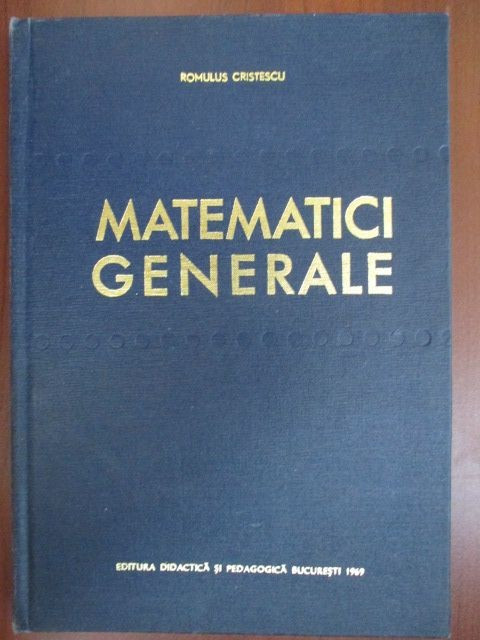 ROMULUS CRISTESCU
MATEMATICI
GENERALE
EDITURA DIDACTICĂ ŞI PEDAGOGICĂ BUCUREŞTI 1969